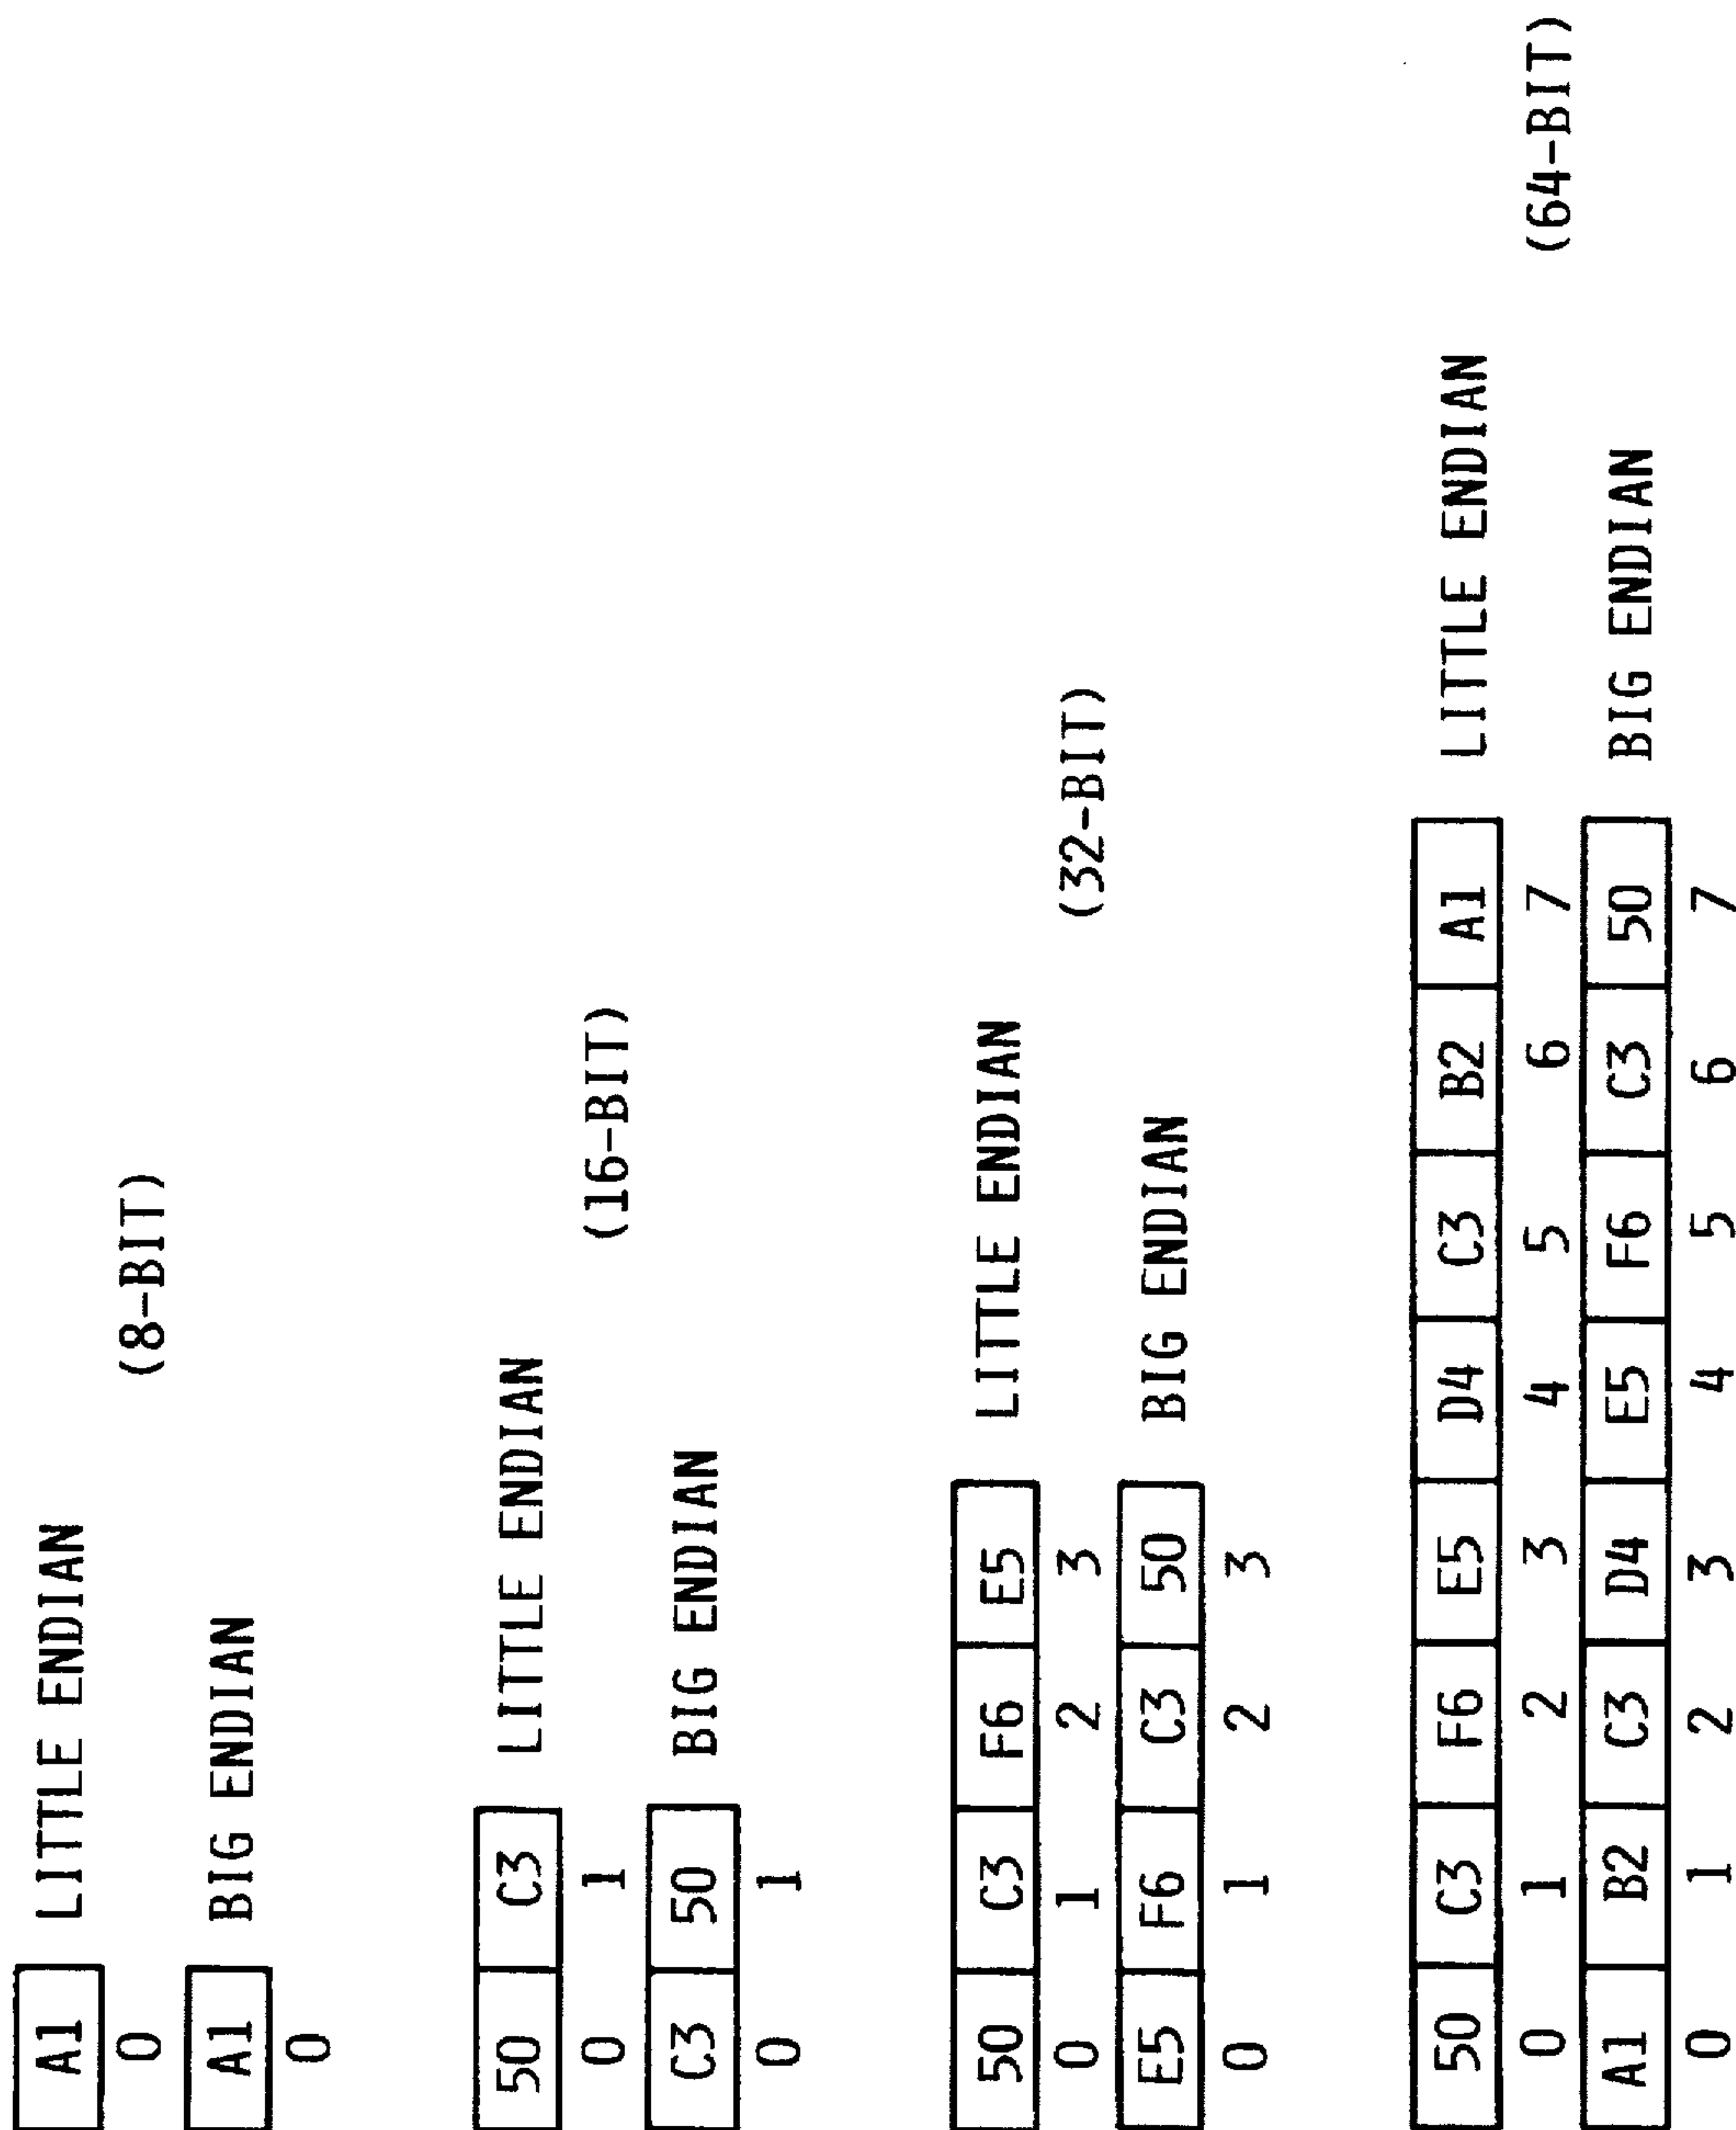 A1 LITTLE ENDIAN
0
(8-BIT)
A1 BIG ENDIAN
0
50 C3 LITTLE ENDIAN
0 1
(16-BIT)
C3 50 BIG ENDIAN
0 1
50 C3 F6 E5 LITTLE ENDIAN
0 1 2 3
(32-BIT)
E5 F6 C3 50 BIG ENDIAN
0 1 2 3
50 C3 F6 E5 D4 C3 B2 A1 LITTLE ENDIAN
0 1 2 3 4 5 6 7
(64-BIT)
A1 B2 C3 D4 E5 F6 C3 50 BIG ENDIAN
0 1 2 3 4 5 6 7